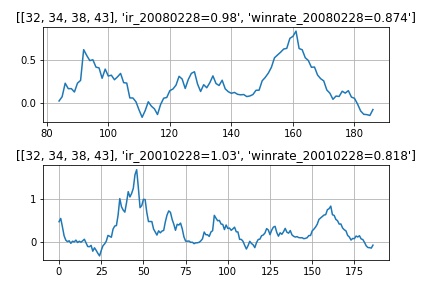 [[32, 34, 38, 43], 'ir_20080228=0.98', 'winrate_20080228=0.874']
0.5
0.0
80 100 120 140 160 180
[[32, 34, 38, 43], 'ir_20010228=1.03', 'winrate_20010228=0.818']
1
0
0 25 50 75 100 125 150 175